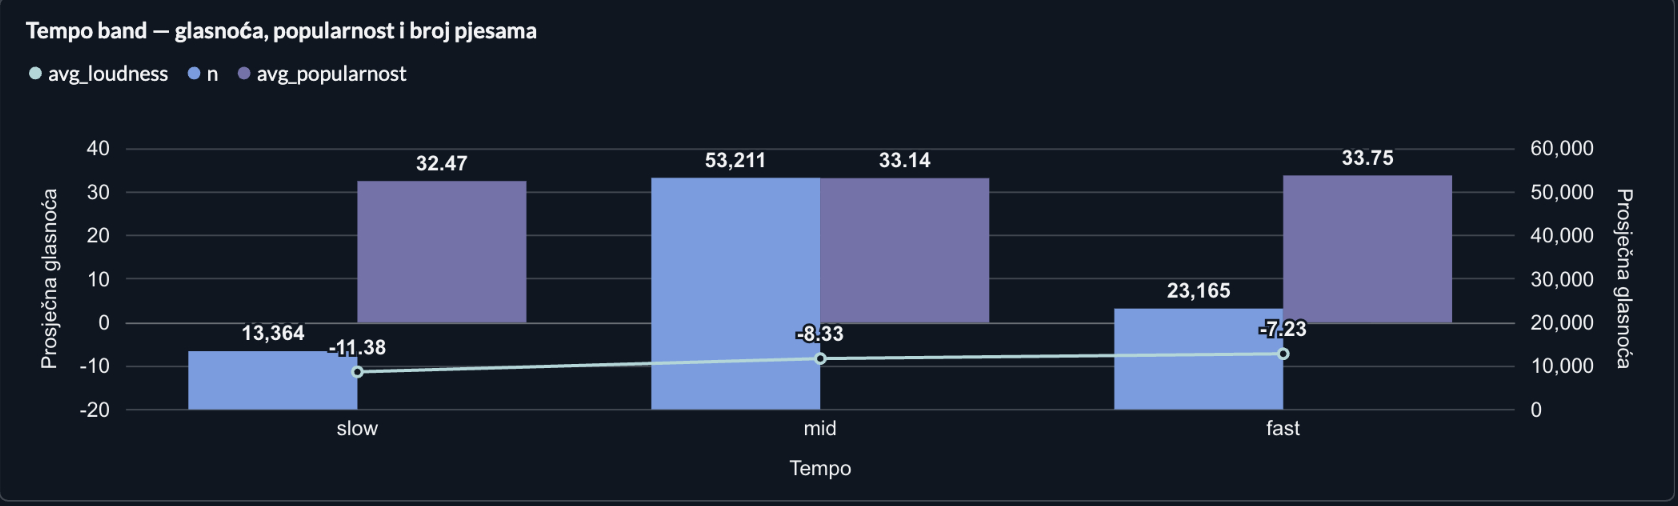 Tempo band — glasnoća, popularnost i broj pjesama
avg_loudness n avg_popularnost
40 60,000
30 50,000
20 40,000
10 30,000
0 20,000
-10 10,000
-20 0
Prosječna glasnoća
Prosječna glasnoća
32.47
53,211
33.14
33.75
23,165
13,364
-11.38
-8.33
-7.23
slow mid fast
Tempo